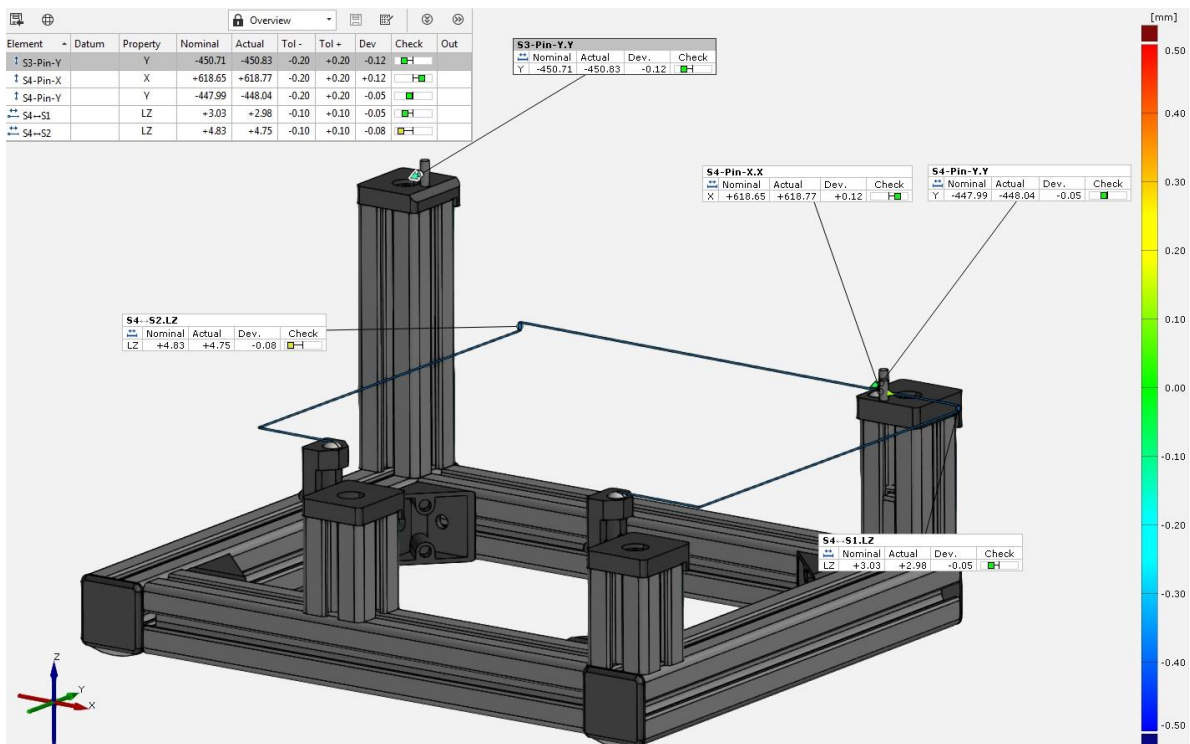 Overview
[mm]
Element Datum Property Nominal Actual Tol - Tol + Dev Check Out
S3-Pin-Y Y -450.71 -450.83 -0.20 +0.20 -0.12
S4-Pin-X X +618.65 +618.77 -0.20 +0.20 +0.12
S4-Pin-Y Y -447.99 -448.04 -0.20 +0.20 -0.05
S4↔S1 LZ +3.03 +2.98 -0.10 +0.10 -0.05
S4↔S2 LZ +4.83 +4.75 -0.10 +0.10 -0.08
S3-Pin-Y.Y
Nominal Actual Dev. Check
Y -450.71 -450.83 -0.12
S4-Pin-X.X
Nominal Actual Dev. Check
X +618.65 +618.77 +0.12
S4-Pin-Y.Y
Nominal Actual Dev. Check
Y -447.99 -448.04 -0.05
S4↔S2.LZ
Nominal Actual Dev. Check
LZ +4.83 +4.75 -0.08
S4↔S1.LZ
Nominal Actual Dev. Check
LZ +3.03 +2.98 -0.05
0.50
0.40
0.30
0.20
0.10
0.00
-0.10
-0.20
-0.30
-0.40
-0.50
Z
Y
X